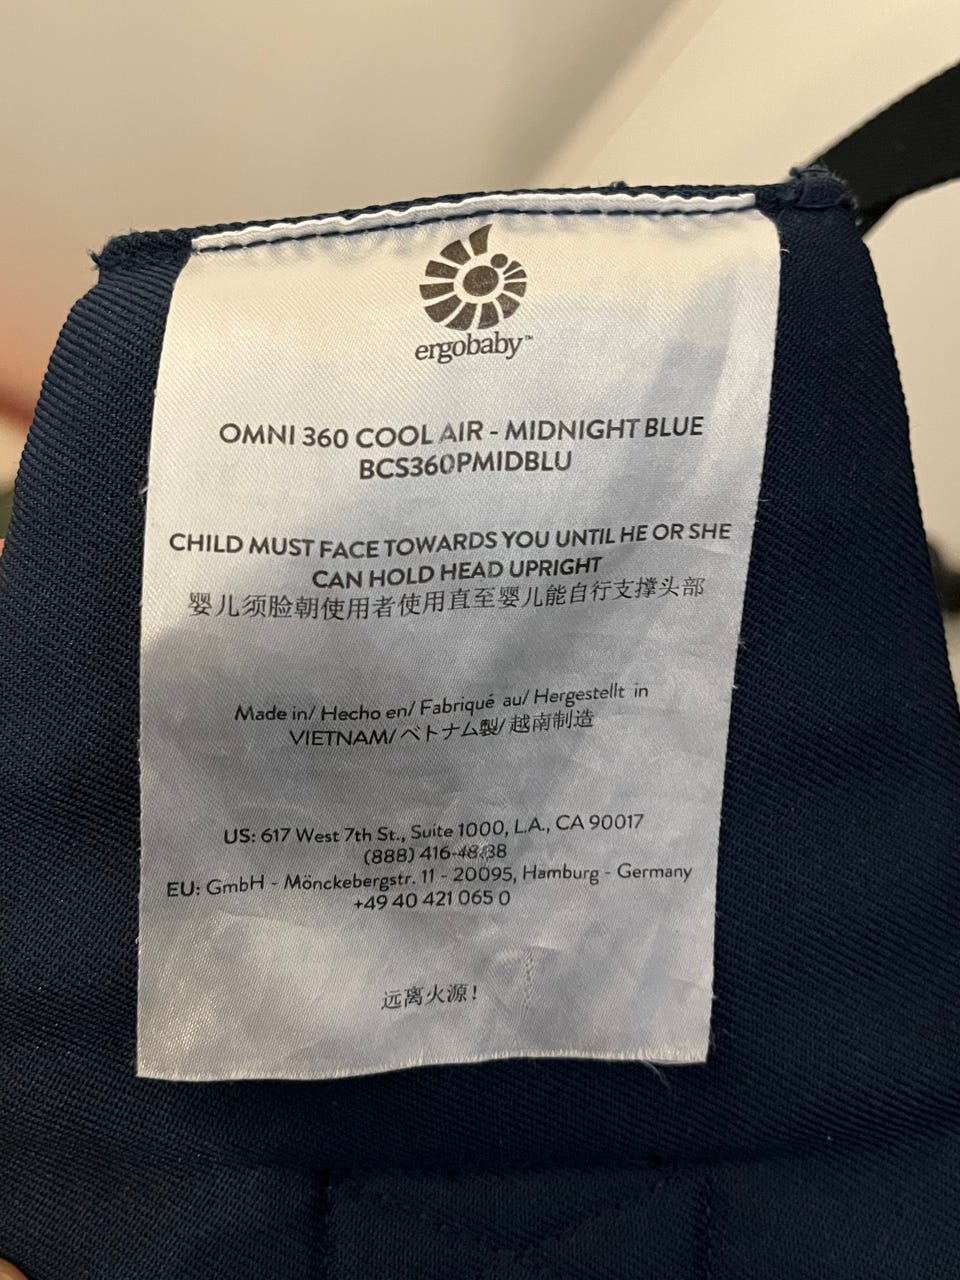 ergobaby™
OMNI 360 COOL AIR - MIDNIGHT BLUE
BCS360PMIDBLU
CHILD MUST FACE TOWARDS YOU UNTIL HE OR SHE
CAN HOLD HEAD UPRIGHT
婴儿须脸朝使用者使用直至婴儿能自行支撑头部
Made in/ Hecho en/ Fabriqué au/ Hergestellt in
VIETNAM/ ベトナム製/ 越南制造
US: 617 West 7th St., Suite 1000, L.A., CA 90017
(888) 416-4888
EU: GmbH - Mönckebergstr. 11 - 20095, Hamburg - Germany
+49 40 421 065 0
远离火源!